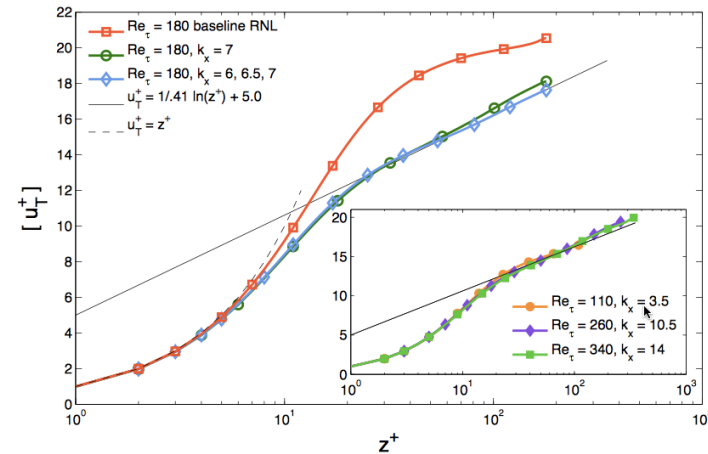 22
20
18
16
14
12
10
8
6
4
2
0
[ u_T^+ ]
Re_τ = 180 baseline RNL
Re_τ = 180, k_x = 7
Re_τ = 180, k_x = 6, 6.5, 7
u_T^+ = 1/.41 ln(z^+) + 5.0
u_T^+ = z^+
20
15
10
5
0
Re_τ = 110, k_x = 3.5
Re_τ = 260, k_x = 10.5
Re_τ = 340, k_x = 14
10^0 10^1 10^2 10^3
10^0 10^1 10^2 10
z^+